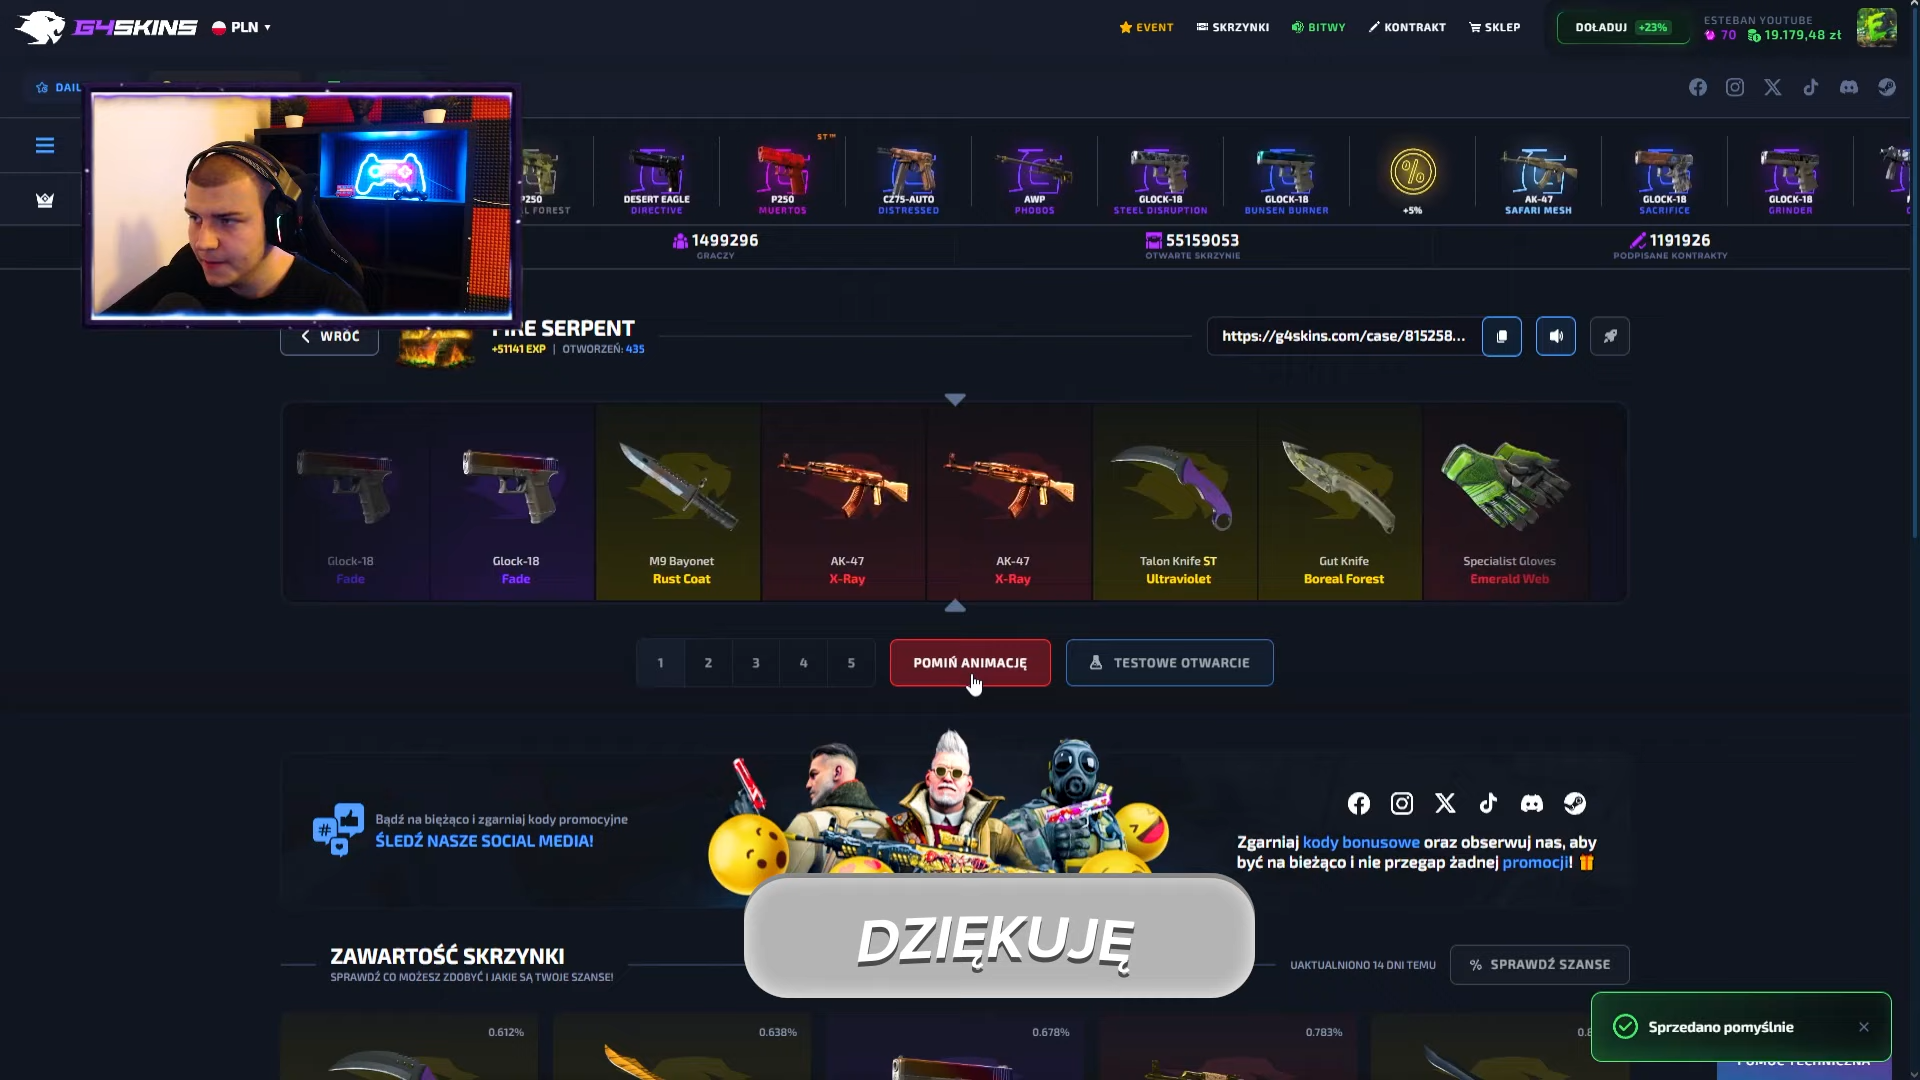 G4SKINS
PLN
EVENT
SKRZYNKI
BITWY
KONTRAKT
SKLEP
DOŁADUJ +23%
ESTEBAN YOUTUBE
70 19.179,48 zł
DAIL
P250
L FOREST
DESERT EAGLE
DIRECTIVE
ST™
P250
MUERTOS
CZ75-AUTO
DISTRESSED
AWP
PHOBOS
GLOCK-18
STEEL DISRUPTION
GLOCK-18
BUNSEN BURNER
%
+5%
AK-47
SAFARI MESH
GLOCK-18
SACRIFICE
GLOCK-18
GRINDER
1499296
GRACZY
55159053
OTWARTE SKRZYNIE
1191926
PODPISANE KONTRAKTY
WRÓĆ
FIRE SERPENT
+51141 EXP | OTWORZEŃ: 435
https://g4skins.com/case/815258...
Glock-18
Fade
Glock-18
Fade
M9 Bayonet
Rust Coat
AK-47
X-Ray
AK-47
X-Ray
Talon Knife ST
Ultraviolet
Gut Knife
Boreal Forest
Specialist Gloves
Emerald Web
1 2 3 4 5
POMIŃ ANIMACJĘ
TESTOWE OTWARCIE
Bądź na bieżąco i zgarniaj kody promocyjne
ŚLEDŹ NASZE SOCIAL MEDIA!
Zgarniaj kody bonusowe oraz obserwuj nas, aby
być na bieżąco i nie przegap żadnej promocji!
DZIĘKUJĘ
ZAWARTOŚĆ SKRZYNKI
SPRAWDŹ CO MOŻESZ ZDOBYĆ I JAKIE SĄ TWOJE SZANSE!
UAKTUALNIONO 14 DNI TEMU
% SPRAWDŹ SZANSE
0.612%
0.638%
0.678%
0.783%
Sprzedano pomyślnie
POMOC TECHNICZNA